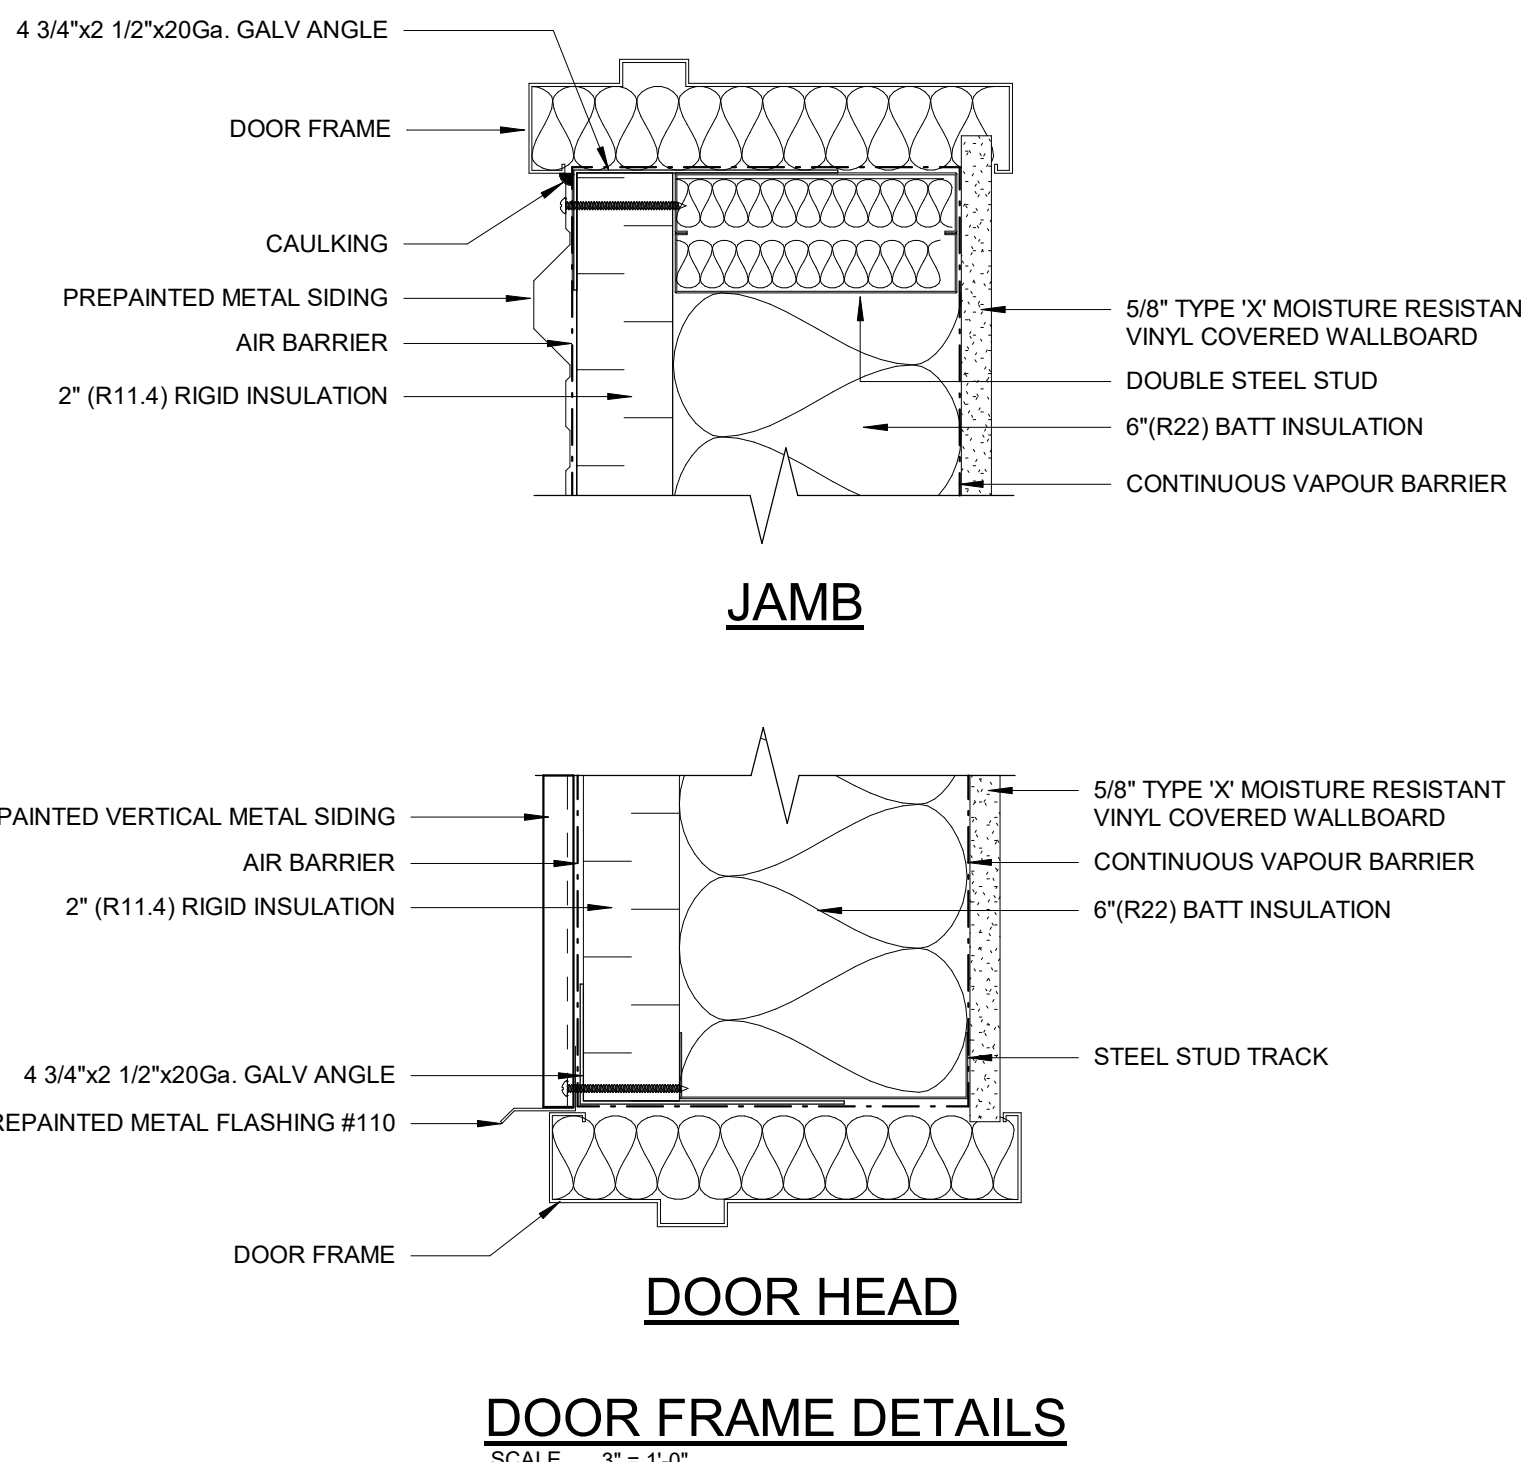 4 3/4"x2 1/2"x20Ga. GALV ANGLE
DOOR FRAME
CAULKING
PREPAINTED METAL SIDING
AIR BARRIER
2" (R11.4) RIGID INSULATION
5/8" TYPE 'X' MOISTURE RESISTAN
VINYL COVERED WALLBOARD
DOUBLE STEEL STUD
6"(R22) BATT INSULATION
CONTINUOUS VAPOUR BARRIER
JAMB
PAINTED VERTICAL METAL SIDING
AIR BARRIER
2" (R11.4) RIGID INSULATION
4 3/4"x2 1/2"x20Ga. GALV ANGLE
REPAINTED METAL FLASHING #110
DOOR FRAME
5/8" TYPE 'X' MOISTURE RESISTANT
VINYL COVERED WALLBOARD
CONTINUOUS VAPOUR BARRIER
6"(R22) BATT INSULATION
STEEL STUD TRACK
DOOR HEAD
DOOR FRAME DETAILS
SCALE 3" = 1'-0"